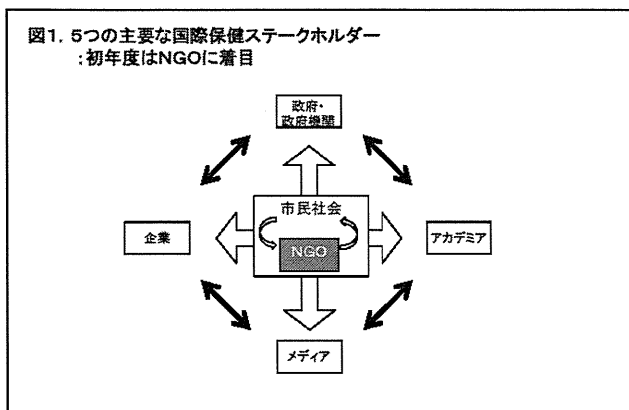 図1. 5つの主要な国際保健ステークホルダー
:初年度はNGOに着目
政府・
政府機関
市民社会
企業
NGO
アカデミア
メディア